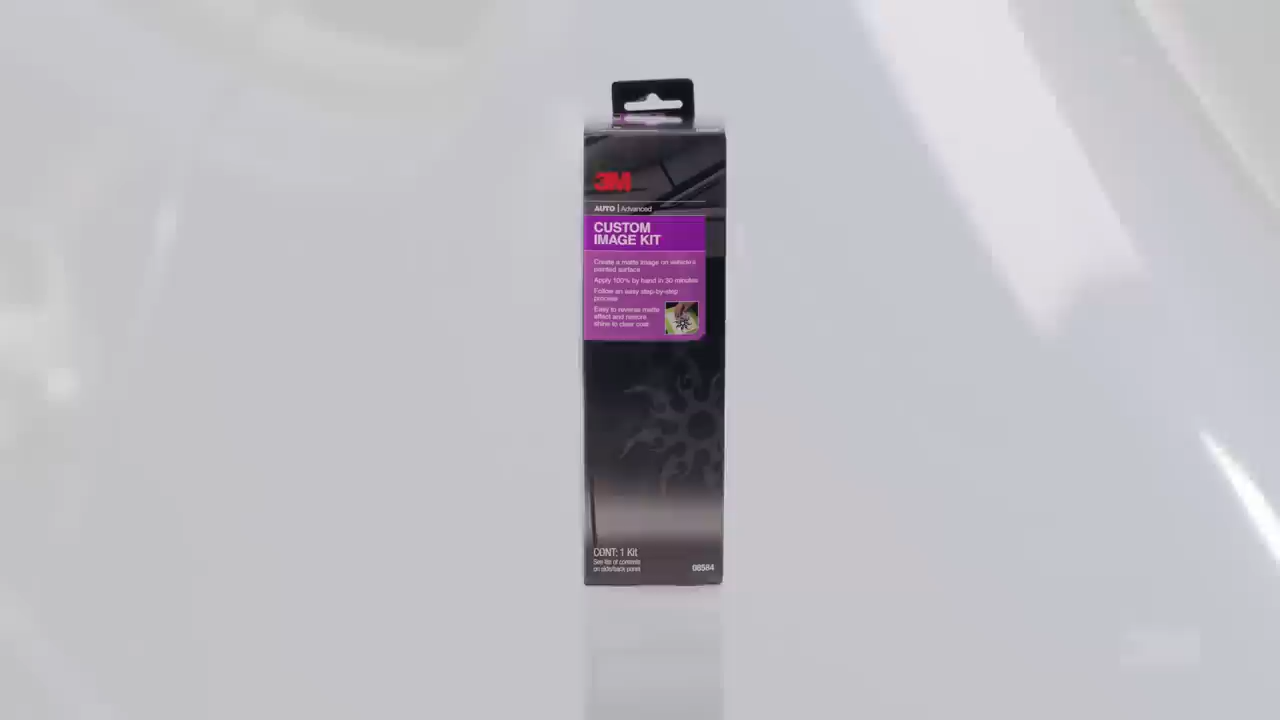 3M
AUTO | Advanced
CUSTOM
IMAGE KIT
Create a matte image on vehicle's
painted surface
Apply 100% by hand in 30 minutes
Follow an easy step-by-step
process
Easy to reverse matte
effect and restore
shine to clear coat
CONT: 1 Kit
See list of contents
on side/back panel
08584